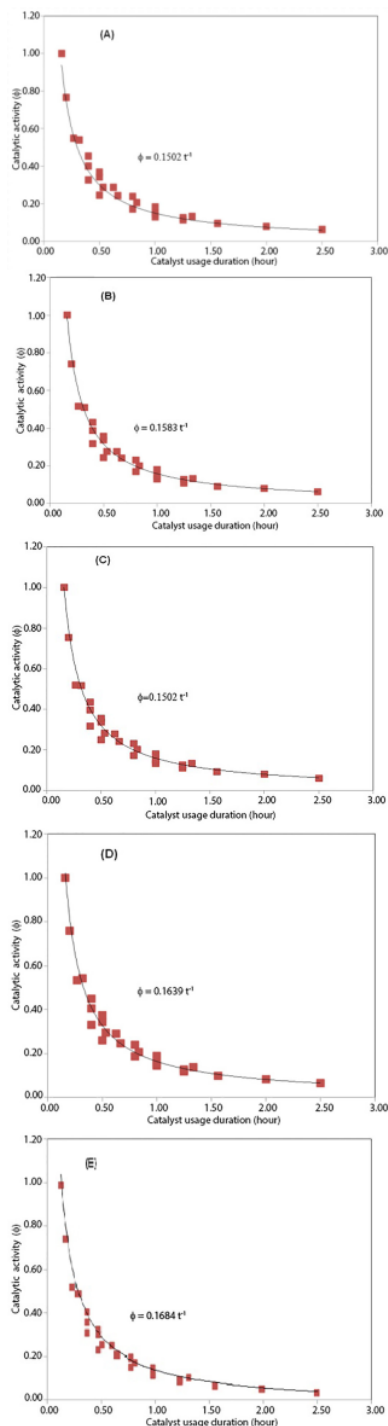 (A)
1.20
1.00
0.80
0.60
0.40
0.20
0.00
Catalytic activity (ϕ)
ϕ = 0.1502 t⁻¹
0.00 0.50 1.00 1.50 2.00 2.50 3.00
Catalyst usage duration (hour)
(B)
1.20
1.00
0.80
0.60
0.40
0.20
0.00
Catalytic activity (ϕ)
ϕ = 0.1583 t⁻¹
0.00 0.50 1.00 1.50 2.00 2.50 3.00
Catalyst usage duration (hour)
(C)
1.20
1.00
0.80
0.60
0.40
0.20
0.00
Catalytic activity (ϕ)
ϕ=0.1502 t⁻¹
0.00 0.50 1.00 1.50 2.00 2.50 3.00
Catalyst usage duration (hour)
(D)
1.20
1.00
0.80
0.60
0.40
0.20
0.00
Catalytic activity (ϕ)
ϕ = 0.1639 t⁻¹
0.00 0.50 1.00 1.50 2.00 2.50 3.00
Catalyst usage duration (hour)
(E)
1.20
1.00
0.80
0.60
0.40
0.20
0.00
Catalytic activity (ϕ)
ϕ = 0.1684 t⁻¹
0.00 0.50 1.00 1.50 2.00 2.50 3.00
Catalyst usage duration (hour)